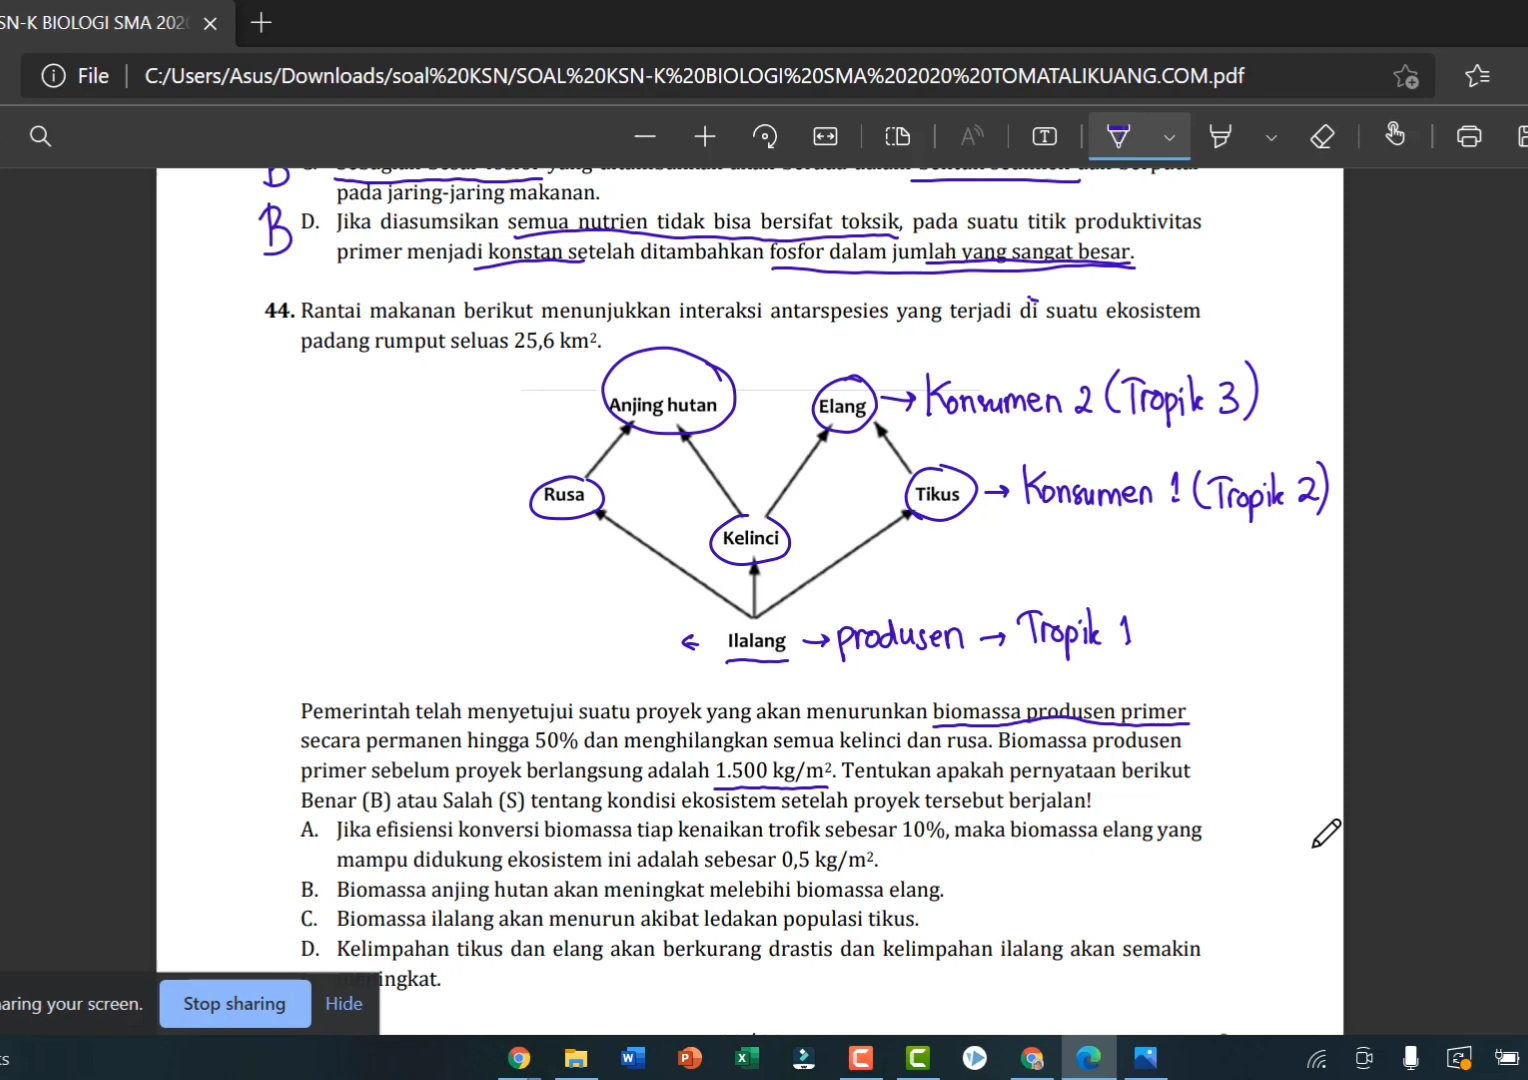 SN-K BIOLOGI SMA 202
File
C:/Users/Asus/Downloads/soal%20KSN/SOAL%20KSN-K%20BIOLOGI%20SMA%202020%20TOMATALIKUANG.COM.pdf
pada jaring-jaring makanan.
B D. Jika diasumsikan semua nutrien tidak bisa bersifat toksik, pada suatu titik produktivitas
primer menjadi konstan setelah ditambahkan fosfor dalam jumlah yang sangat besar.
44. Rantai makanan berikut menunjukkan interaksi antarspesies yang terjadi di suatu ekosistem
padang rumput seluas 25,6 km².
Anjing hutan
Elang → Konsumen 2 (Tropik 3)
Rusa
Tikus → Konsumen 1 (Tropik 2)
Kelinci
← Ilalang → produsen → Tropik 1
Pemerintah telah menyetujui suatu proyek yang akan menurunkan biomassa produsen primer
secara permanen hingga 50% dan menghilangkan semua kelinci dan rusa. Biomassa produsen
primer sebelum proyek berlangsung adalah 1.500 kg/m². Tentukan apakah pernyataan berikut
Benar (B) atau Salah (S) tentang kondisi ekosistem setelah proyek tersebut berjalan!
A. Jika efisiensi konversi biomassa tiap kenaikan trofik sebesar 10%, maka biomassa elang yang
mampu didukung ekosistem ini adalah sebesar 0,5 kg/m².
B. Biomassa anjing hutan akan meningkat melebihi biomassa elang.
C. Biomassa ilalang akan menurun akibat ledakan populasi tikus.
D. Kelimpahan tikus dan elang akan berkurang drastis dan kelimpahan ilalang akan semakin
ingkat.
aring your screen.
Stop sharing
Hide